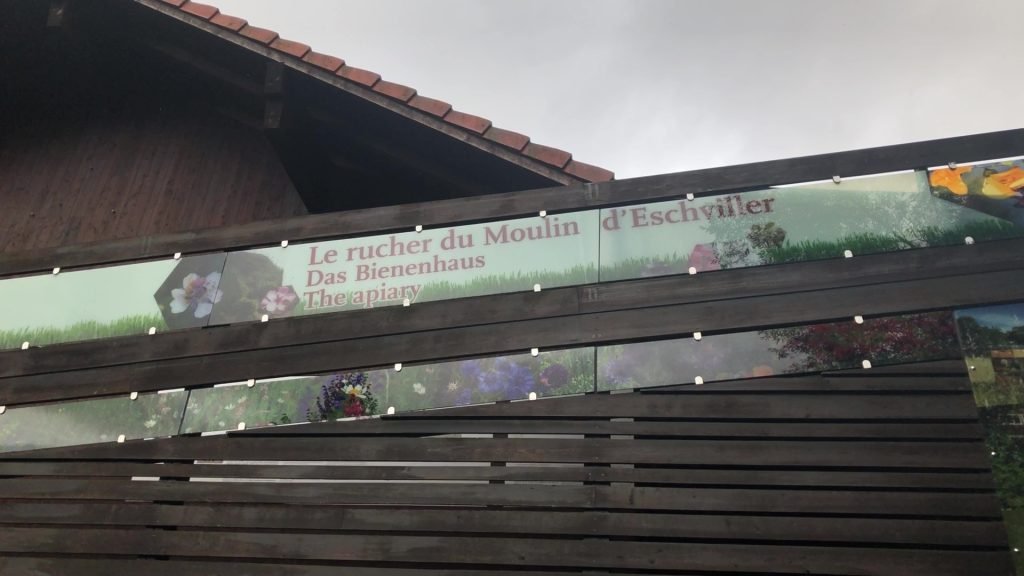 Le rucher du Moulin d'Eschviller
Das Bienenhaus
The apiary